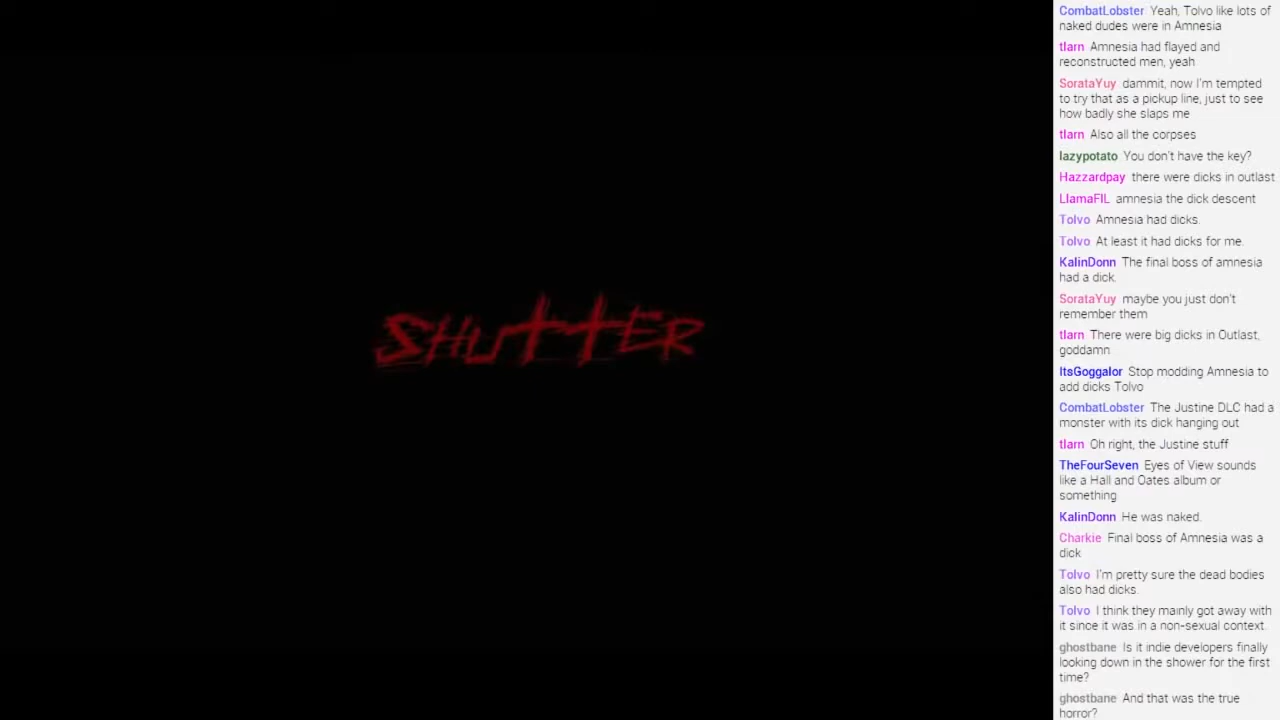 SHUTTER
CombatLobster Yeah, Tolvo like lots of
naked dudes were in Amnesia
tlarn Amnesia had flayed and
reconstructed men, yeah
SorataYuy dammit, now I'm tempted
to try that as a pickup line, just to see
how badly she slaps me
tlarn Also all the corpses
lazypotato You don't have the key?
Hazzardpay there were dicks in outlast
LlamaFIL amnesia the dick descent
Tolvo Amnesia had dicks.
Tolvo At least it had dicks for me.
KalinDonn The final boss of amnesia
had a dick.
SorataYuy maybe you just don't
remember them
tlarn There were big dicks in Outlast,
goddamn
ItsGoggalor Stop modding Amnesia to
add dicks Tolvo
CombatLobster The Justine DLC had a
monster with its dick hanging out
tlarn Oh right, the Justine stuff
TheFourSeven Eyes of View sounds
like a Hall and Oates album or
something
KalinDonn He was naked.
Charkie Final boss of Amnesia was a
dick
Tolvo I'm pretty sure the dead bodies
also had dicks.
Tolvo I think they mainly got away with
it since it was in a non-sexual context.
ghostbane Is it indie developers finally
looking down in the shower for the first
time?
ghostbane And that was the true
horror?